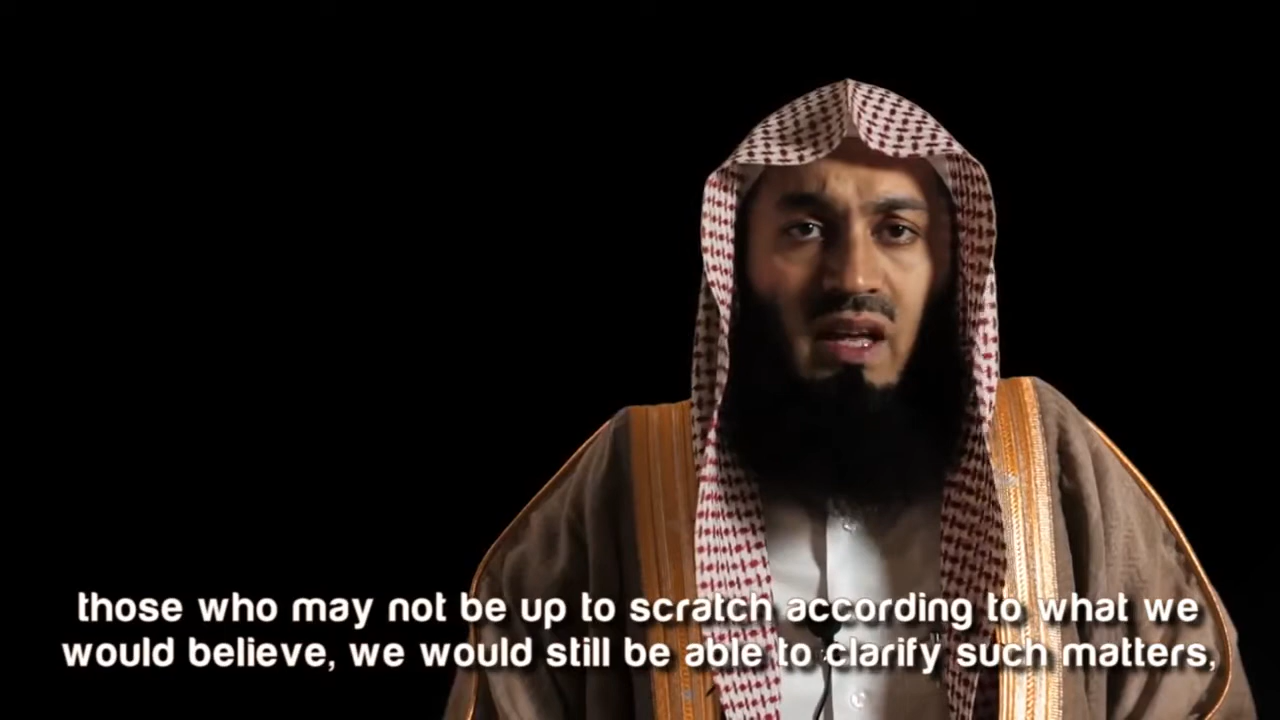 those who may not be up to scratch according to what we
would believe, we would still be able to clarify such matters,